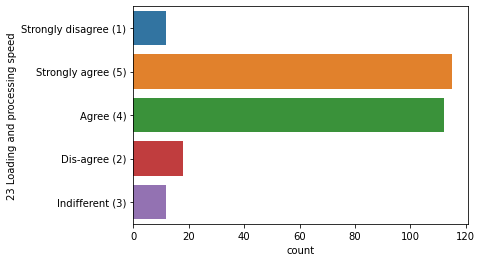 23 Loading and processing speed
Strongly disagree (1)
Strongly agree (5)
Agree (4)
Dis-agree (2)
Indifferent (3)
0 20 40 60 80 100 120
count